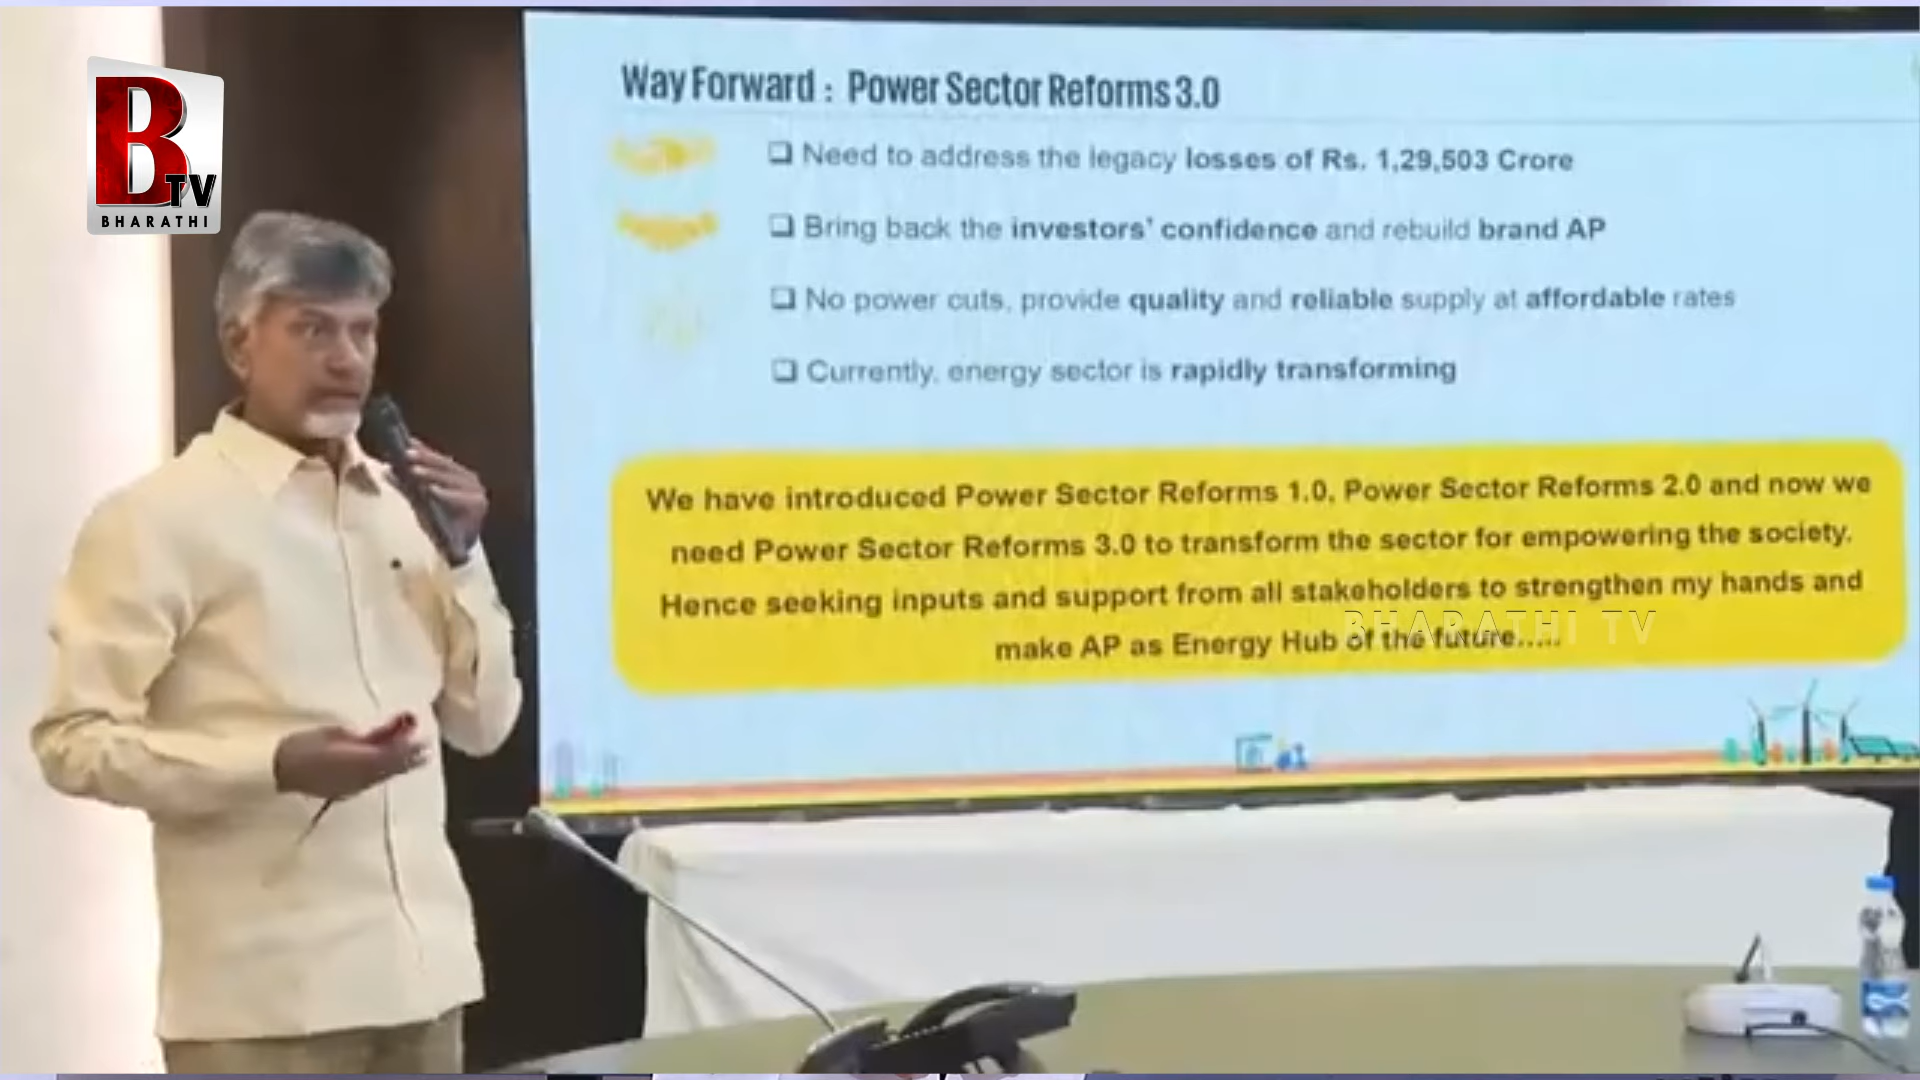 B
TV
BHARATHI
Way Forward : Power Sector Reforms 3.0
❑ Need to address the legacy losses of Rs. 1,29,503 Crore
❑ Bring back the investors' confidence and rebuild brand AP
❑ No power cuts, provide quality and reliable supply at affordable rates
❑ Currently, energy sector is rapidly transforming
We have introduced Power Sector Reforms 1.0, Power Sector Reforms 2.0 and now we
need Power Sector Reforms 3.0 to transform the sector for empowering the society.
Hence seeking inputs and support from all stakeholders to strengthen my hands and
make AP as Energy Hub of the future.....
BHARATHI TV